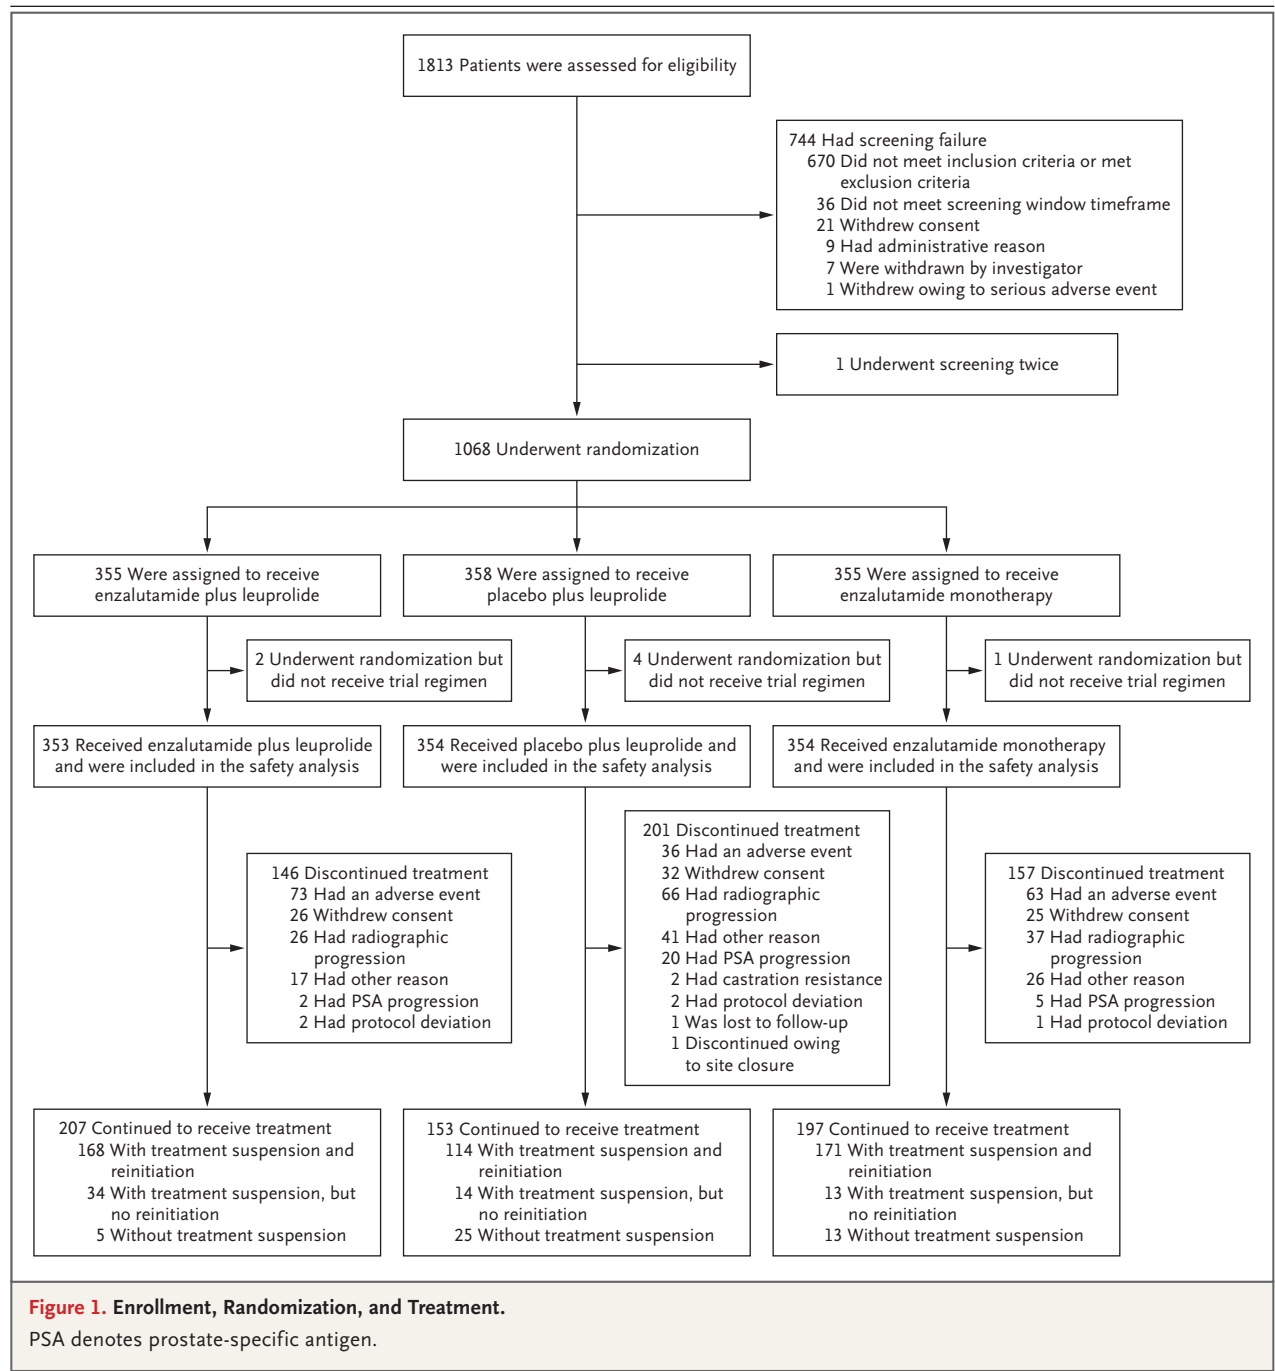 1813 Patients were assessed for eligibility
744 Had screening failure
670 Did not meet inclusion criteria or met
exclusion criteria
36 Did not meet screening window timeframe
21 Withdrew consent
9 Had administrative reason
7 Were withdrawn by investigator
1 Withdrew owing to serious adverse event
1 Underwent screening twice
1068 Underwent randomization
355 Were assigned to receive
enzalutamide plus leuprolide
358 Were assigned to receive
placebo plus leuprolide
355 Were assigned to receive
enzalutamide monotherapy
2 Underwent randomization but
did not receive trial regimen
4 Underwent randomization but
did not receive trial regimen
1 Underwent randomization but
did not receive trial regimen
353 Received enzalutamide plus leuprolide
and were included in the safety analysis
354 Received placebo plus leuprolide and
were included in the safety analysis
354 Received enzalutamide monotherapy
and were included in the safety analysis
146 Discontinued treatment
73 Had an adverse event
26 Withdrew consent
26 Had radiographic
progression
17 Had other reason
2 Had PSA progression
2 Had protocol deviation
201 Discontinued treatment
36 Had an adverse event
32 Withdrew consent
66 Had radiographic
progression
41 Had other reason
20 Had PSA progression
2 Had castration resistance
2 Had protocol deviation
1 Was lost to follow-up
1 Discontinued owing
to site closure
157 Discontinued treatment
63 Had an adverse event
25 Withdrew consent
37 Had radiographic
progression
26 Had other reason
5 Had PSA progression
1 Had protocol deviation
207 Continued to receive treatment
168 With treatment suspension and
reinitiation
34 With treatment suspension, but
no reinitiation
5 Without treatment suspension
153 Continued to receive treatment
114 With treatment suspension and
reinitiation
14 With treatment suspension, but
no reinitiation
25 Without treatment suspension
197 Continued to receive treatment
171 With treatment suspension and
reinitiation
13 With treatment suspension, but
no reinitiation
13 Without treatment suspension
Figure 1. Enrollment, Randomization, and Treatment.
PSA denotes prostate-specific antigen.